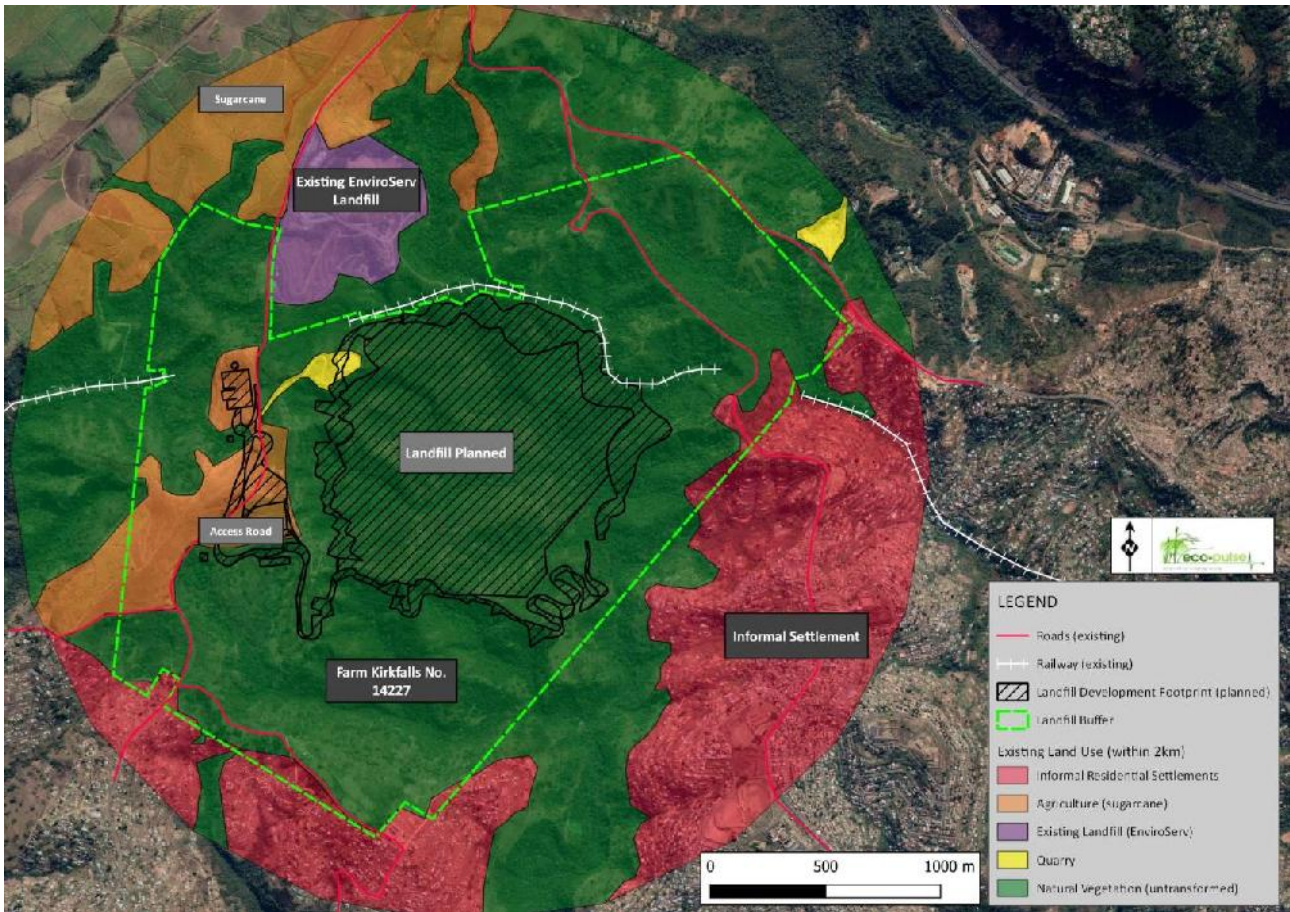 Sugarcane
Existing EnviroServ
Landfill
Landfill Planned
Access Road
Informal Settlement
Farm Kirkfalls No.
14227
N
eco-pulse
LEGEND
Roads (existing)
Railway (existing)
Landfill Development Footprint (planned)
Landfill Buffer
Existing Land Use (within 2km)
Informal Residential Settlements
Agriculture (sugarcane)
Existing Landfill (EnviroServ)
Quarry
Natural Vegetation (untransformed)
0 500 1000 m